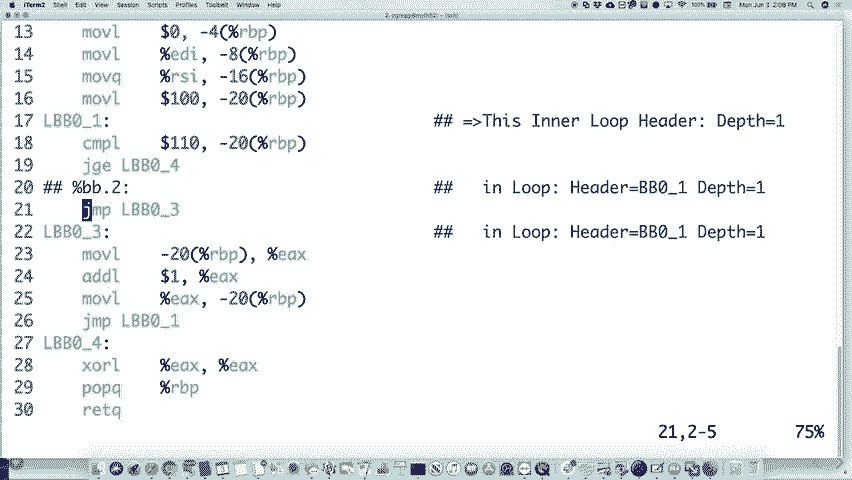 iTerm2 Shell Edit View Session Scripts Profiles Toolbelt Window Help
100% Mon Jun 3 2:09 PM
13 movl $0, -4(%rbp)
14 movl %edi, -8(%rbp)
15 movq %rsi, -16(%rbp)
16 movl $100, -20(%rbp)
17 LBB0_1: ## =>This Inner Loop Header: Depth=1
18 cmpl $110, -20(%rbp)
19 jge LBB0_4
20 ## %bb.2: ## in Loop: Header=BB0_1 Depth=1
21 jmp LBB0_3
22 LBB0_3: ## in Loop: Header=BB0_1 Depth=1
23 movl -20(%rbp), %eax
24 addl $1, %eax
25 movl %eax, -20(%rbp)
26 jmp LBB0_1
27 LBB0_4:
28 xorl %eax, %eax
29 popq %rbp
30 retq
21,2-5 75%